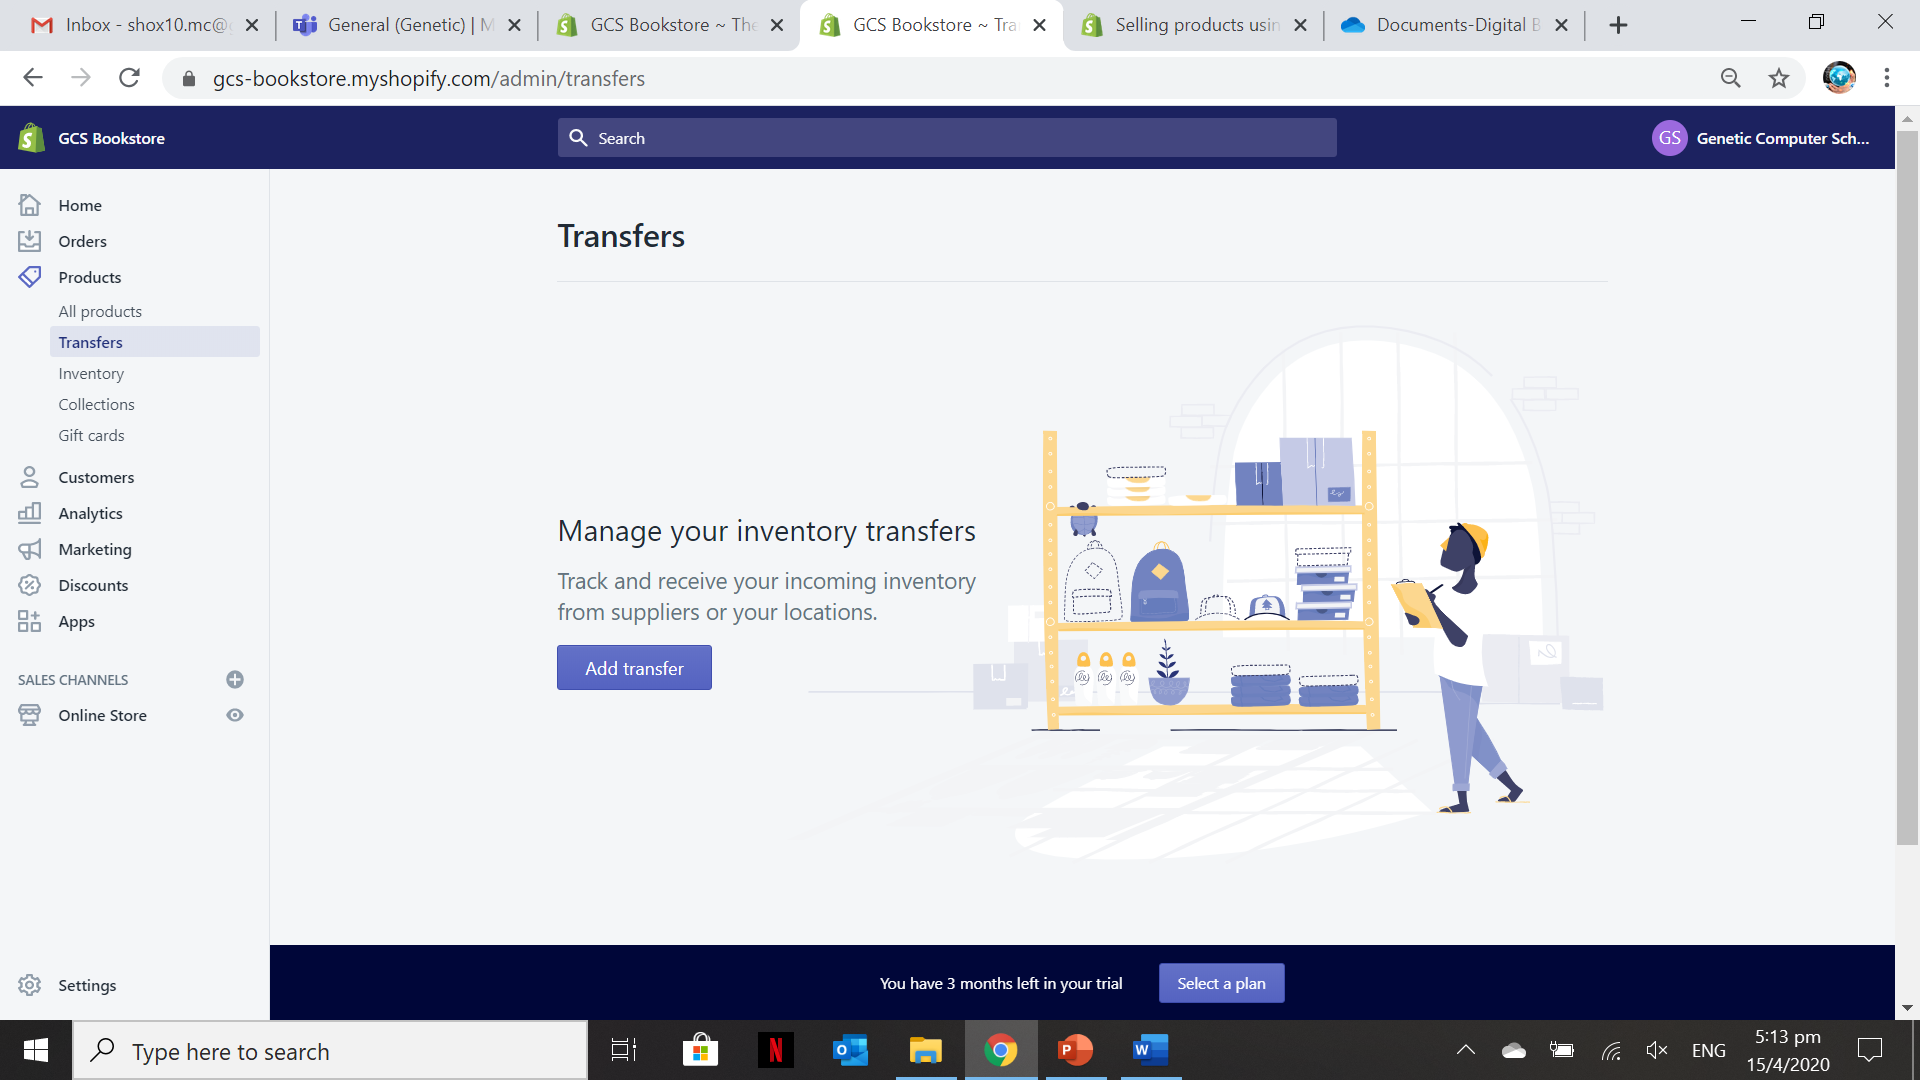 Inbox - shox10.mc@g
General (Genetic) | M
GCS Bookstore ~ The
GCS Bookstore ~ Tra
Selling products usin
Documents-Digital B
gcs-bookstore.myshopify.com/admin/transfers
GCS Bookstore
Search
GS
Genetic Computer Sch...
Home
Orders
Products
All products
Transfers
Inventory
Collections
Gift cards
Customers
Analytics
Marketing
Discounts
Apps
SALES CHANNELS
Online Store
Settings
Transfers
Manage your inventory transfers
Track and receive your incoming inventory
from suppliers or your locations.
Add transfer
You have 3 months left in your trial
Select a plan
Type here to search
ENG
5:13 pm
15/4/2020